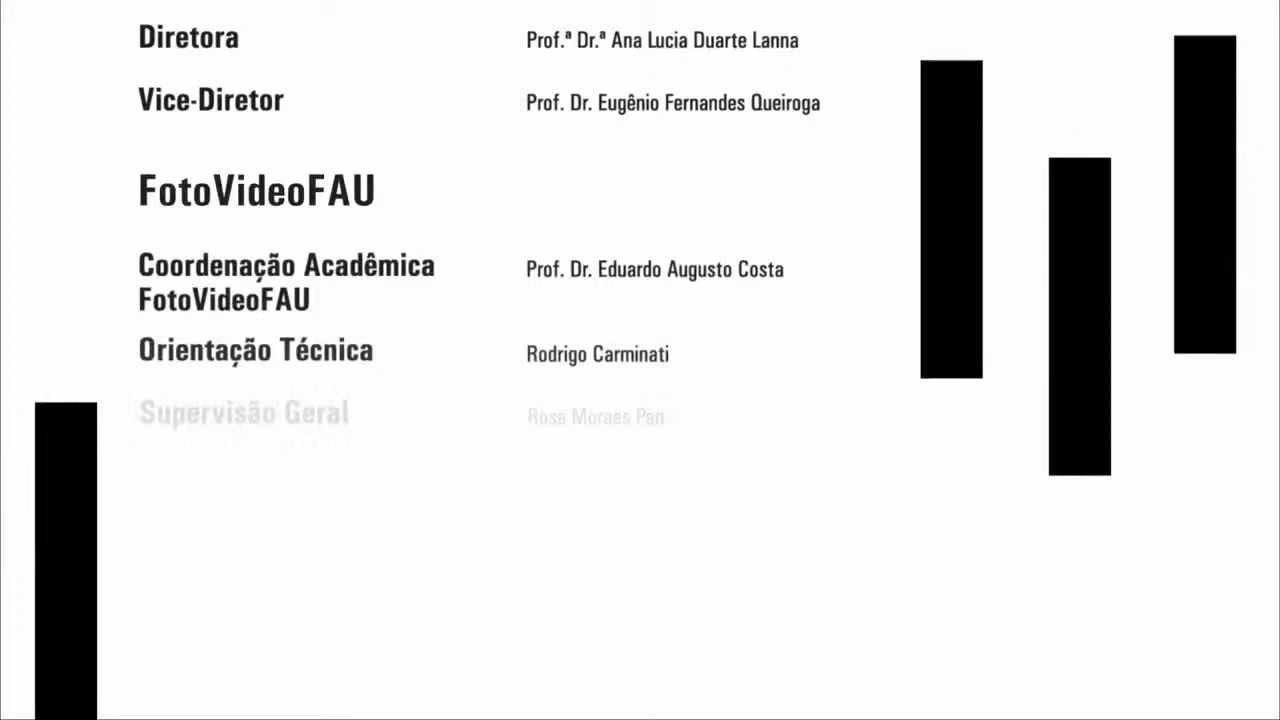 Diretora Prof.ª Dr.ª Ana Lucia Duarte Lanna
Vice-Diretor Prof. Dr. Eugênio Fernandes Queiroga
FotoVideoFAU
Coordenação Acadêmica Prof. Dr. Eduardo Augusto Costa
FotoVideoFAU
Orientação Técnica Rodrigo Carminati
Supervisão Geral Rose Moraes Pan